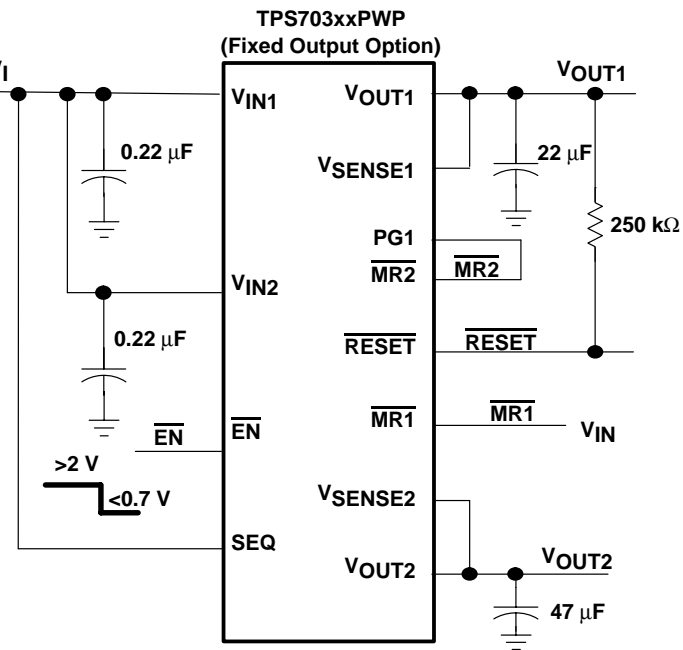 TPS703xxPWP
(Fixed Output Option)
VI
VIN1
VOUT1
VOUT1
0.22 μF
VSENSE1
22 μF
250 kΩ
PG1
MR2
MR2
VIN2
0.22 μF
RESET
RESET
EN
EN
MR1
MR1
VIN
>2 V
<0.7 V
VSENSE2
SEQ
VOUT2
VOUT2
47 μF